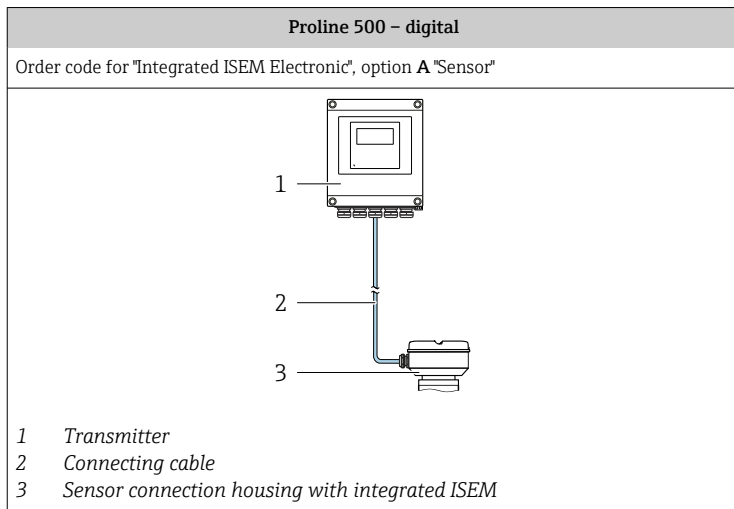 Proline 500 – digital
Order code for "Integrated ISEM Electronic", option A "Sensor"
1
2
3
1 Transmitter
2 Connecting cable
3 Sensor connection housing with integrated ISEM